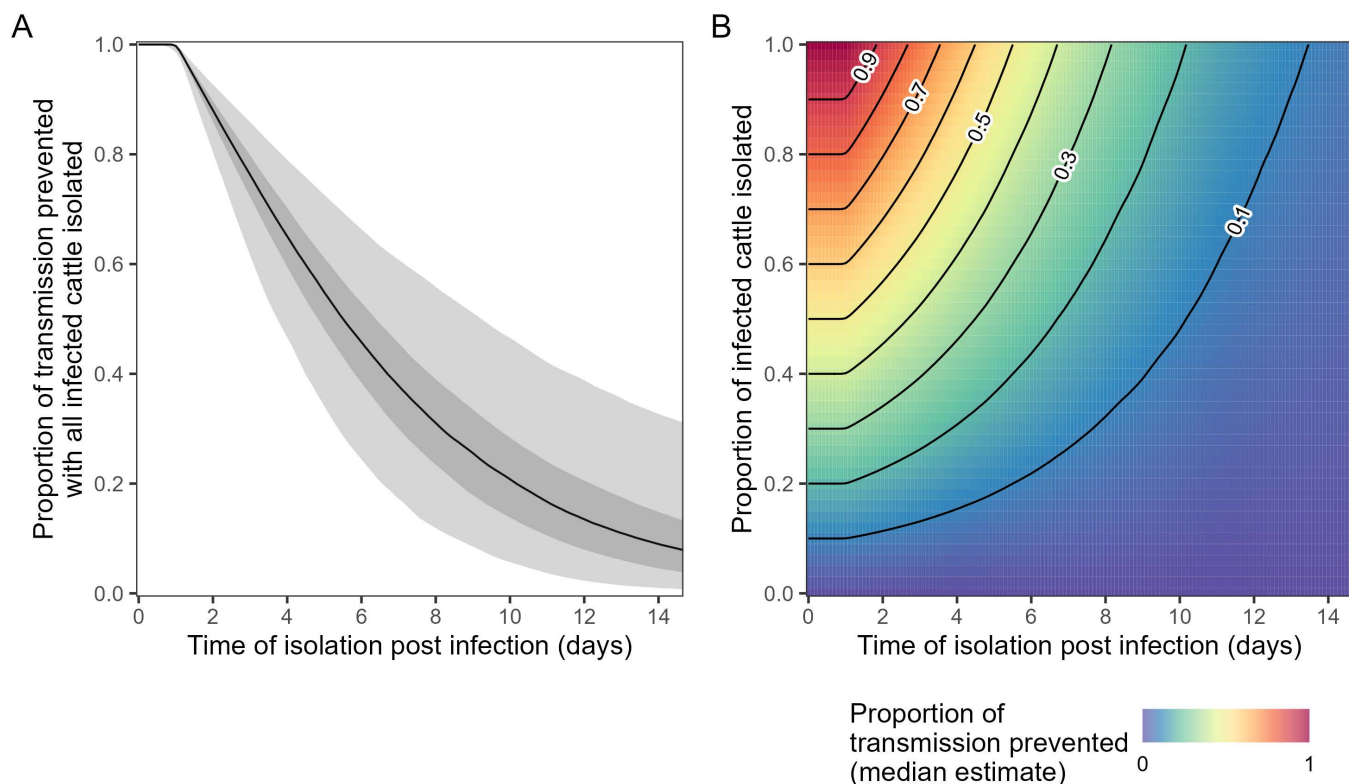 A
Proportion of transmission prevented
with all infected cattle isolated
1.0
0.8
0.6
0.4
0.2
0.0
0 2 4 6 8 10 12 14
Time of isolation post infection (days)
B
Proportion of infected cattle isolated
1.0
0.8
0.6
0.4
0.2
0.0
0.9
0.7
0.5
0.3
0.1
0 2 4 6 8 10 12 14
Time of isolation post infection (days)
Proportion of
transmission prevented
(median estimate)
0 1